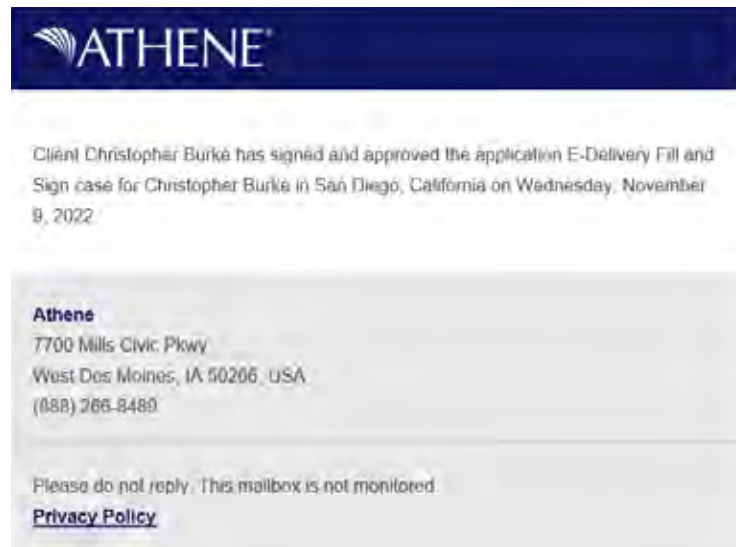 ATHENE®
Client Christopher Burke has signed and approved the application E-Delivery Fill and
Sign case for Christopher Burke in San Diego, California on Wednesday, November
9, 2022
Athene
7700 Mills Civic Pkwy
West Des Moines, IA 50266, USA
(888) 266-8489
Please do not reply. This mailbox is not monitored
Privacy Policy